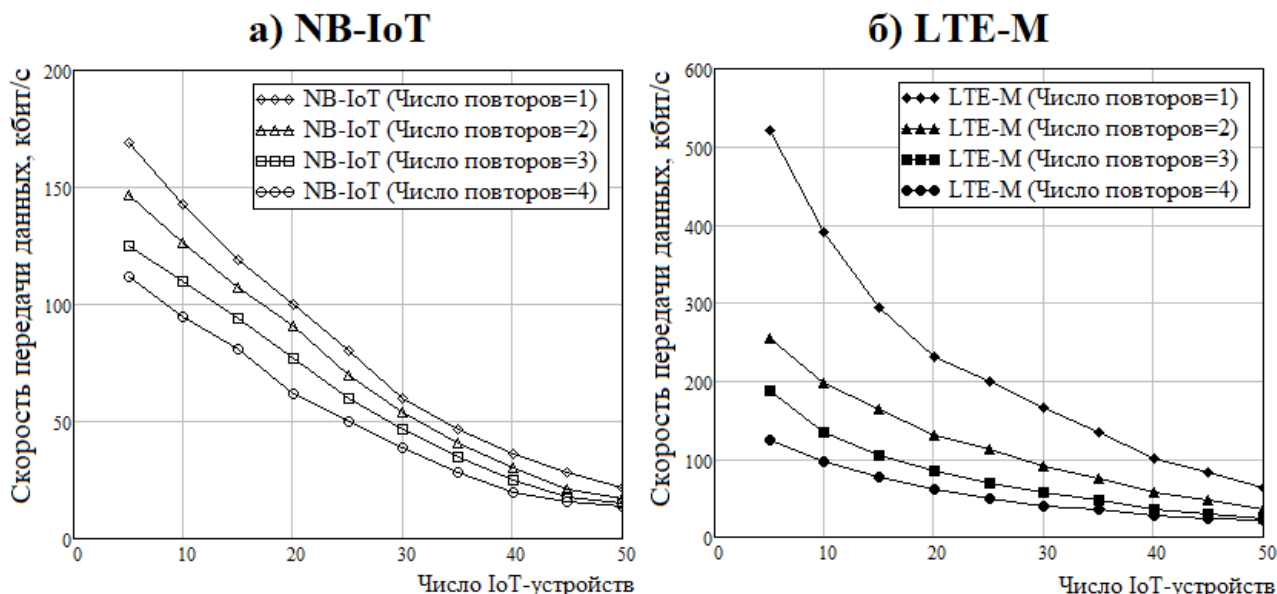 а) NB-IoT
Скорость передачи данных, кбит/с
200
150
100
50
0
NB-IoT (Число повторов=1)
NB-IoT (Число повторов=2)
NB-IoT (Число повторов=3)
NB-IoT (Число повторов=4)
0 10 20 30 40 50
Число IoT-устройств
б) LTE-M
Скорость передачи данных, кбит/с
600
500
400
300
200
100
0
LTE-M (Число повторов=1)
LTE-M (Число повторов=2)
LTE-M (Число повторов=3)
LTE-M (Число повторов=4)
0 10 20 30 40 50
Число IoT-устройств